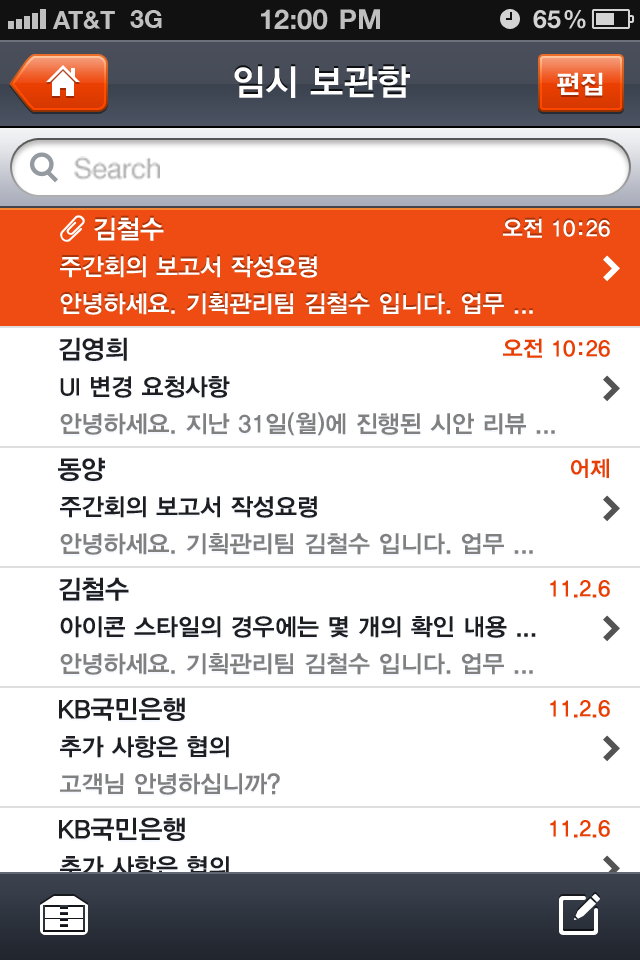 AT&T 3G 12:00 PM 65%
임시 보관함
편집
Search
김철수 오전 10:26
주간회의 보고서 작성요령
안녕하세요. 기획관리팀 김철수 입니다. 업무 ...
김영희 오전 10:26
UI 변경 요청사항
안녕하세요. 지난 31일(월)에 진행된 시안 리뷰 ...
동양 어제
주간회의 보고서 작성요령
안녕하세요. 기획관리팀 김철수 입니다. 업무 ...
김철수 11.2.6
아이콘 스타일의 경우에는 몇 개의 확인 내용 ...
안녕하세요. 기획관리팀 김철수 입니다. 업무 ...
KB국민은행 11.2.6
추가 사항은 협의
고객님 안녕하십니까?
KB국민은행 11.2.6
추가 사항은 협의